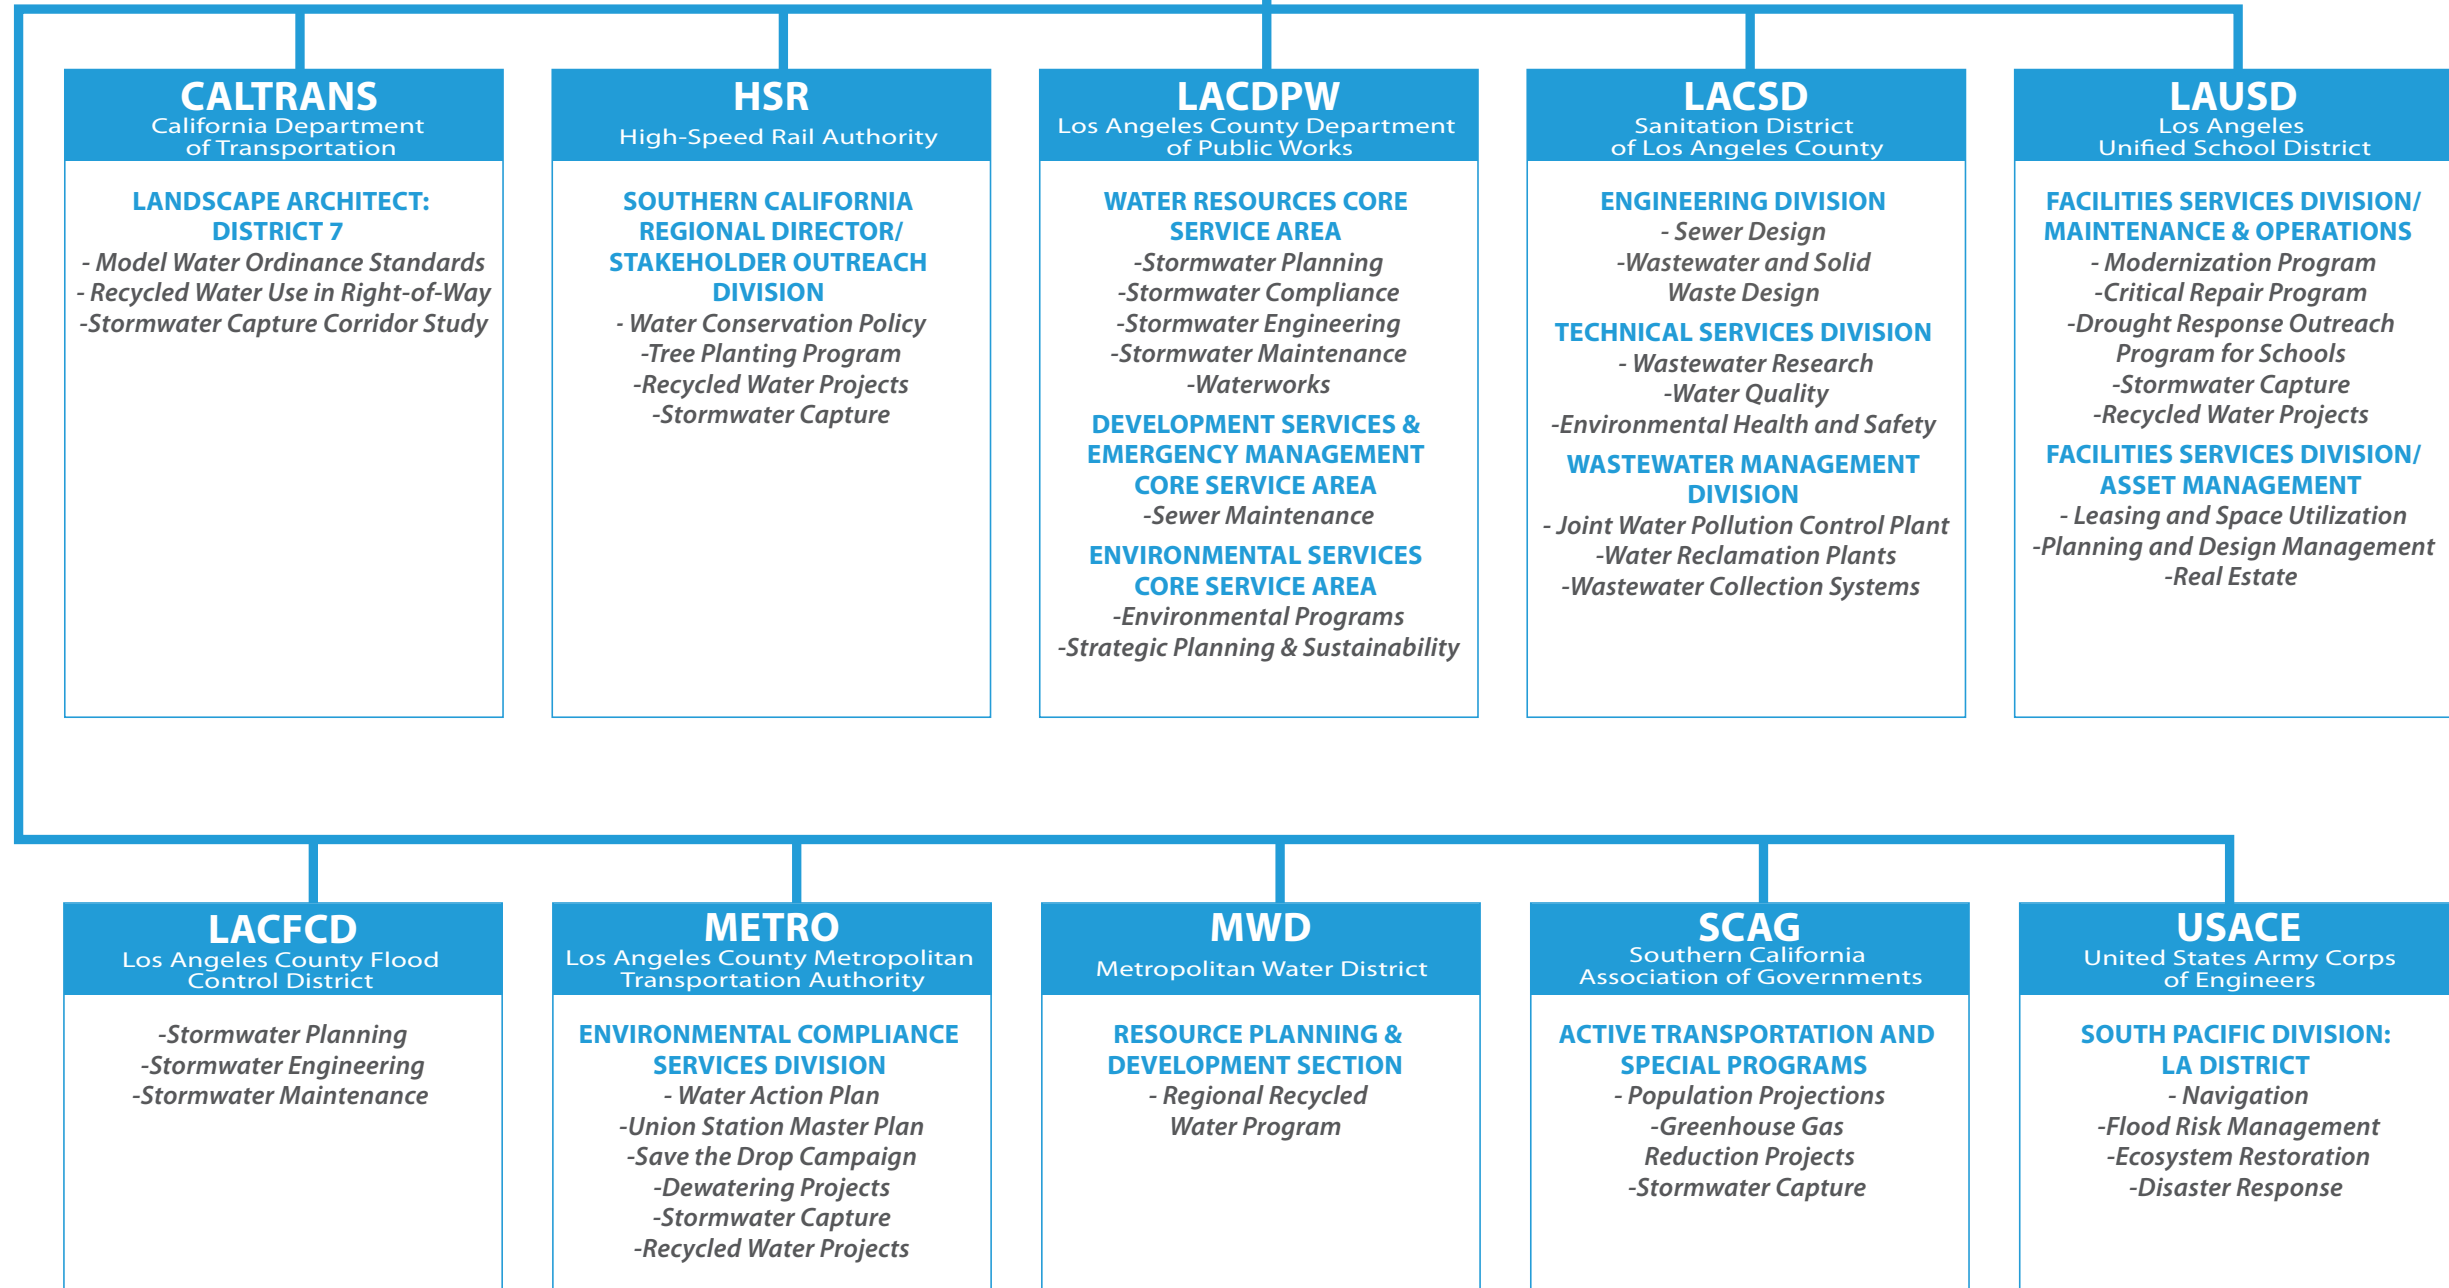 CALTRANS
California Department
of Transportation
LANDSCAPE ARCHITECT:
DISTRICT 7
- Model Water Ordinance Standards
- Recycled Water Use in Right-of-Way
-Stormwater Capture Corridor Study
HSR
High-Speed Rail Authority
SOUTHERN CALIFORNIA
REGIONAL DIRECTOR/
STAKEHOLDER OUTREACH
DIVISION
- Water Conservation Policy
-Tree Planting Program
-Recycled Water Projects
-Stormwater Capture
LACDPW
Los Angeles County Department
of Public Works
WATER RESOURCES CORE
SERVICE AREA
-Stormwater Planning
-Stormwater Compliance
-Stormwater Engineering
-Stormwater Maintenance
-Waterworks
DEVELOPMENT SERVICES &
EMERGENCY MANAGEMENT
CORE SERVICE AREA
-Sewer Maintenance
ENVIRONMENTAL SERVICES
CORE SERVICE AREA
-Environmental Programs
-Strategic Planning & Sustainability
LACSD
Sanitation District
of Los Angeles County
ENGINEERING DIVISION
- Sewer Design
-Wastewater and Solid
Waste Design
TECHNICAL SERVICES DIVISION
- Wastewater Research
-Water Quality
-Environmental Health and Safety
WASTEWATER MANAGEMENT
DIVISION
- Joint Water Pollution Control Plant
-Water Reclamation Plants
-Wastewater Collection Systems
LAUSD
Los Angeles
Unified School District
FACILITIES SERVICES DIVISION/
MAINTENANCE & OPERATIONS
- Modernization Program
-Critical Repair Program
-Drought Response Outreach
Program for Schools
-Stormwater Capture
-Recycled Water Projects
FACILITIES SERVICES DIVISION/
ASSET MANAGEMENT
- Leasing and Space Utilization
-Planning and Design Management
-Real Estate
LACFCD
Los Angeles County Flood
Control District
-Stormwater Planning
-Stormwater Engineering
-Stormwater Maintenance
METRO
Los Angeles County Metropolitan
Transportation Authority
ENVIRONMENTAL COMPLIANCE
SERVICES DIVISION
- Water Action Plan
-Union Station Master Plan
-Save the Drop Campaign
-Dewatering Projects
-Stormwater Capture
-Recycled Water Projects
MWD
Metropolitan Water District
RESOURCE PLANNING &
DEVELOPMENT SECTION
- Regional Recycled
Water Program
SCAG
Southern California
Association of Governments
ACTIVE TRANSPORTATION AND
SPECIAL PROGRAMS
- Population Projections
-Greenhouse Gas
Reduction Projects
-Stormwater Capture
USACE
United States Army Corps
of Engineers
SOUTH PACIFIC DIVISION:
LA DISTRICT
- Navigation
-Flood Risk Management
-Ecosystem Restoration
-Disaster Response